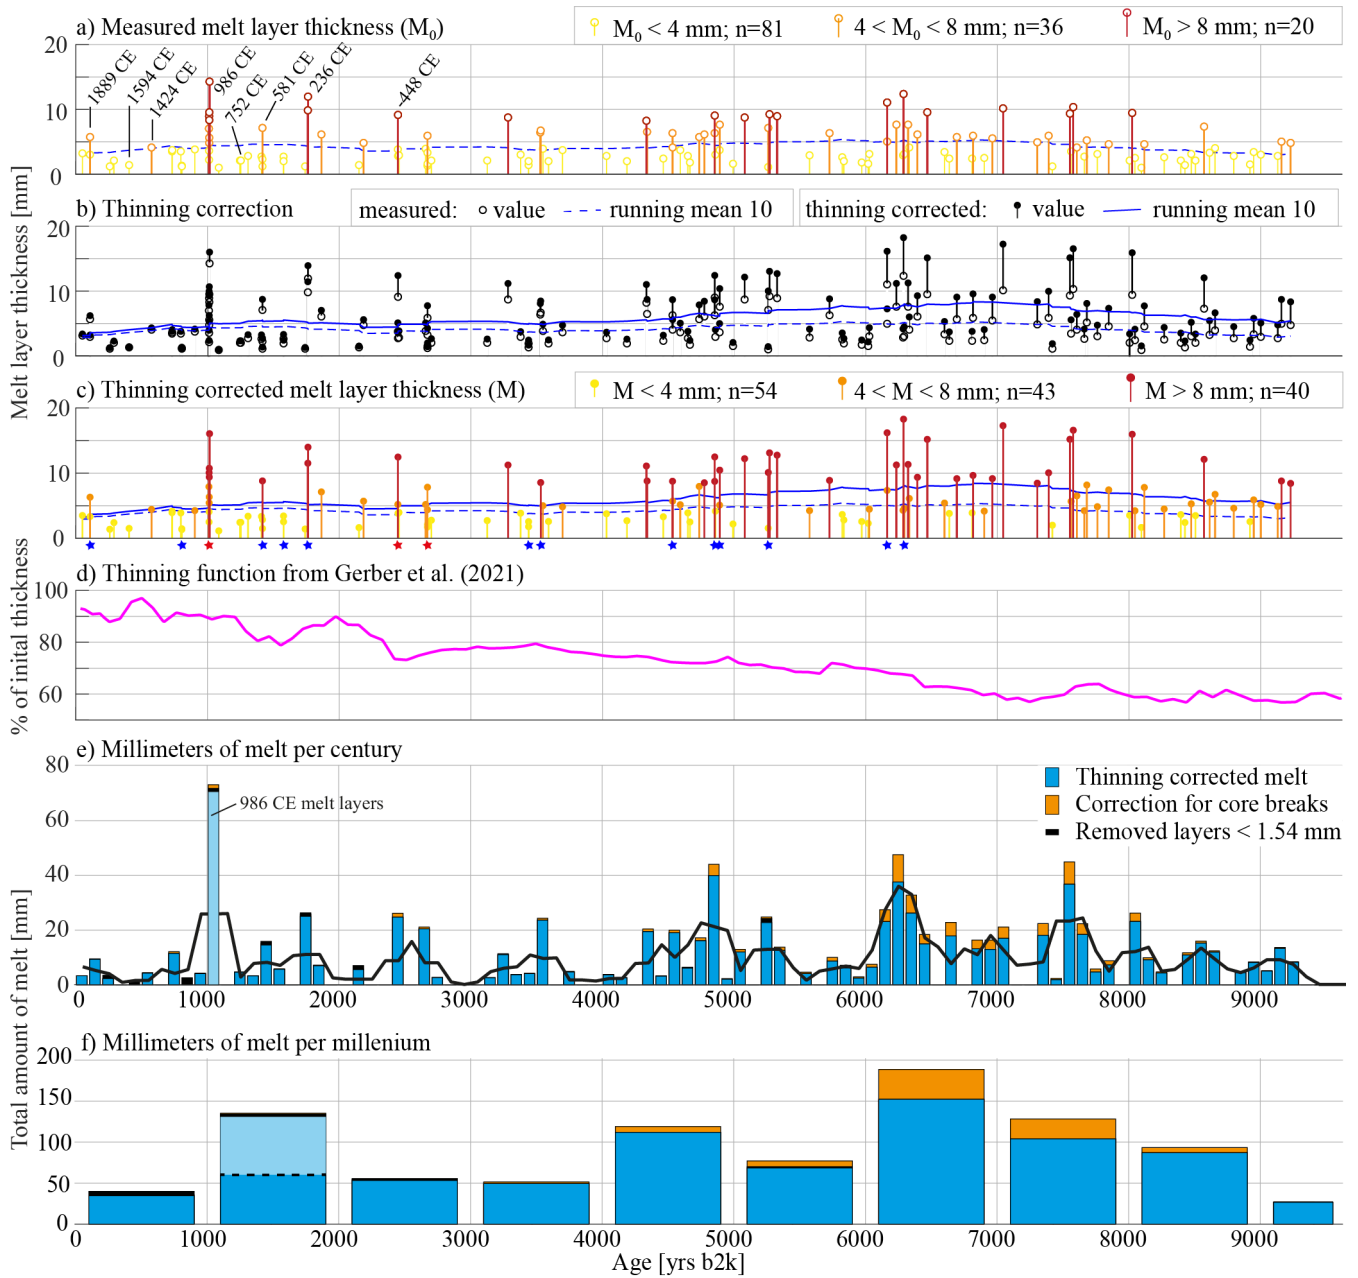 a) Measured melt layer thickness (M0)
M0 < 4 mm; n=81
4 < M0 < 8 mm; n=36
M0 > 8 mm; n=20
20
10
0
1889 CE
1594 CE
1424 CE
986 CE
752 CE
581 CE
236 CE
-448 CE
b) Thinning correction
measured: value running mean 10
thinning corrected: value running mean 10
20
10
0
Melt layer thickness [mm]
c) Thinning corrected melt layer thickness (M)
M < 4 mm; n=54
4 < M < 8 mm; n=43
M > 8 mm; n=40
20
10
0
d) Thinning function from Gerber et al. (2021)
100
80
60
% of inital thickness
e) Millimeters of melt per century
80
60
40
20
0
986 CE melt layers
Thinning corrected melt
Correction for core breaks
Removed layers < 1.54 mm
0 1000 2000 3000 4000 5000 6000 7000 8000 9000
Total amount of melt [mm]
f) Millimeters of melt per millenium
200
150
100
50
0
0 1000 2000 3000 4000 5000 6000 7000 8000 9000
Age [yrs b2k]